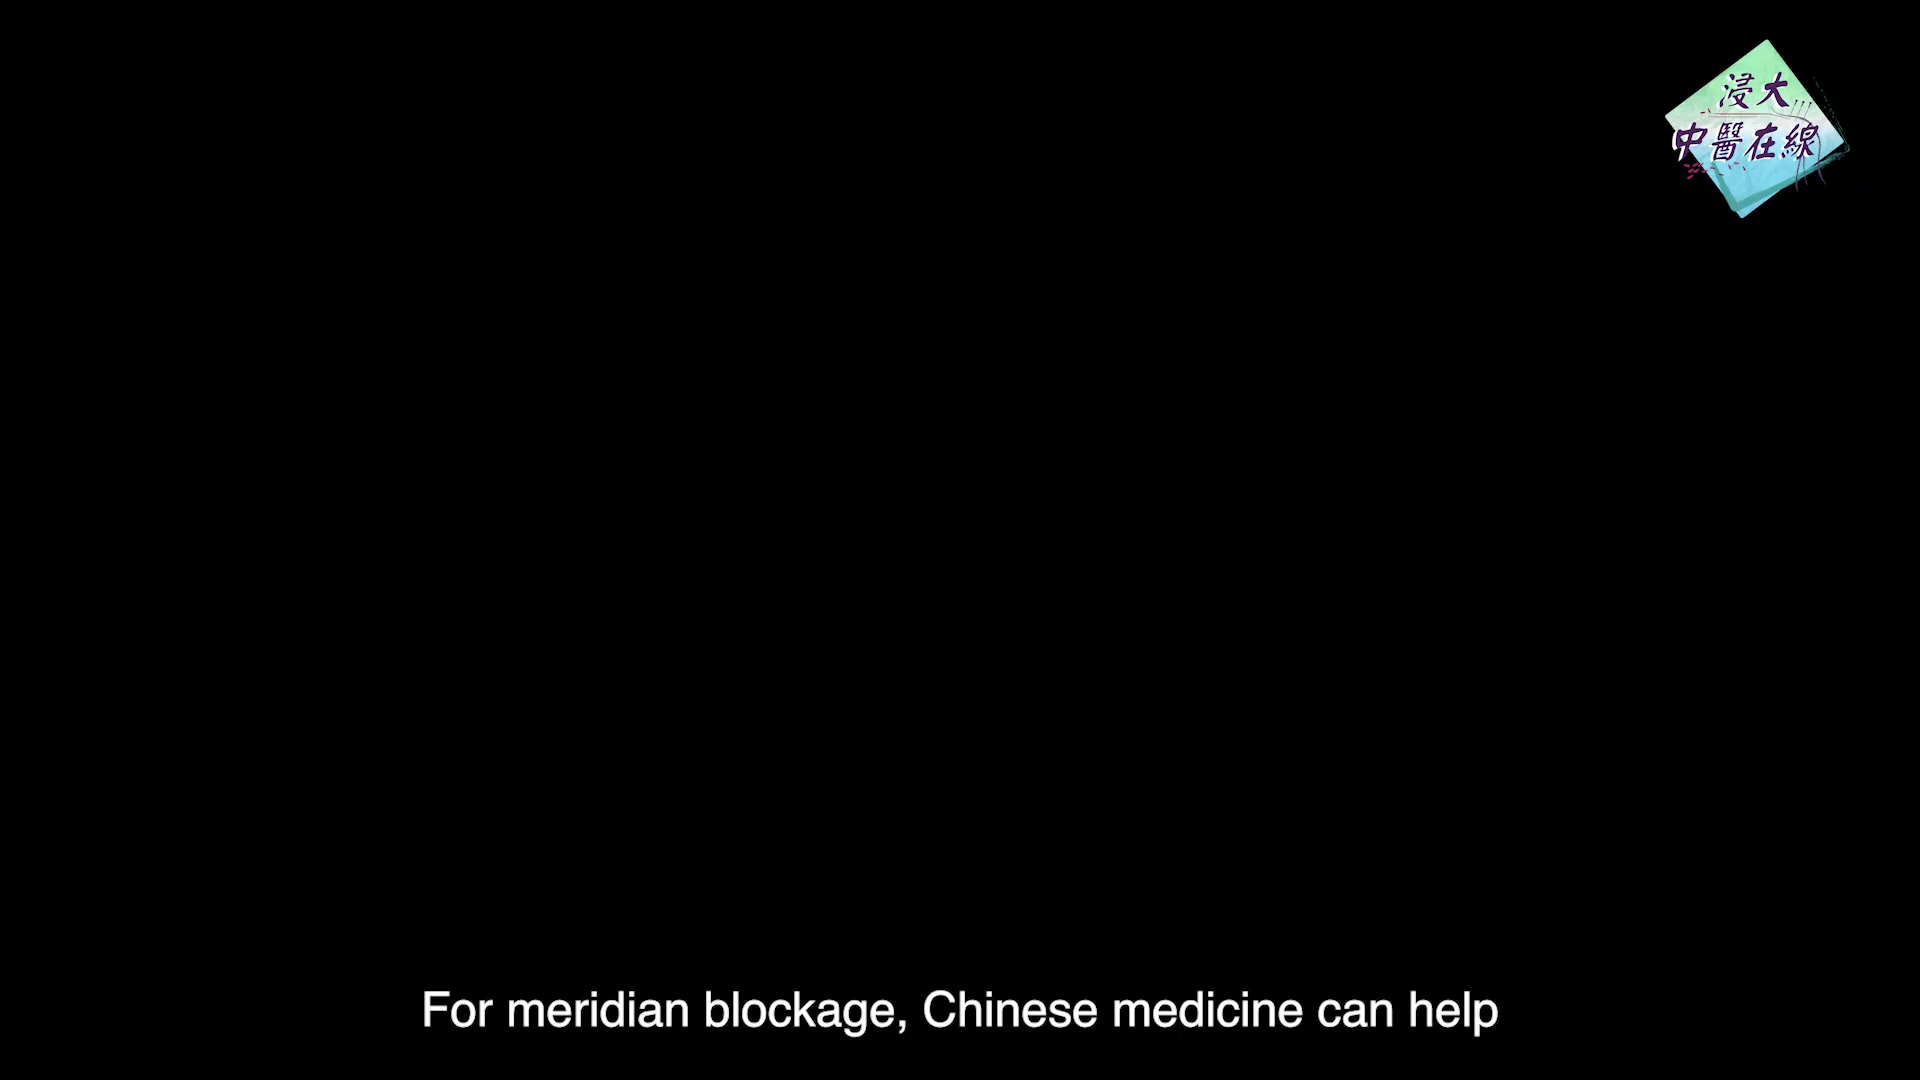 浸大
中醫在線
For meridian blockage, Chinese medicine can help